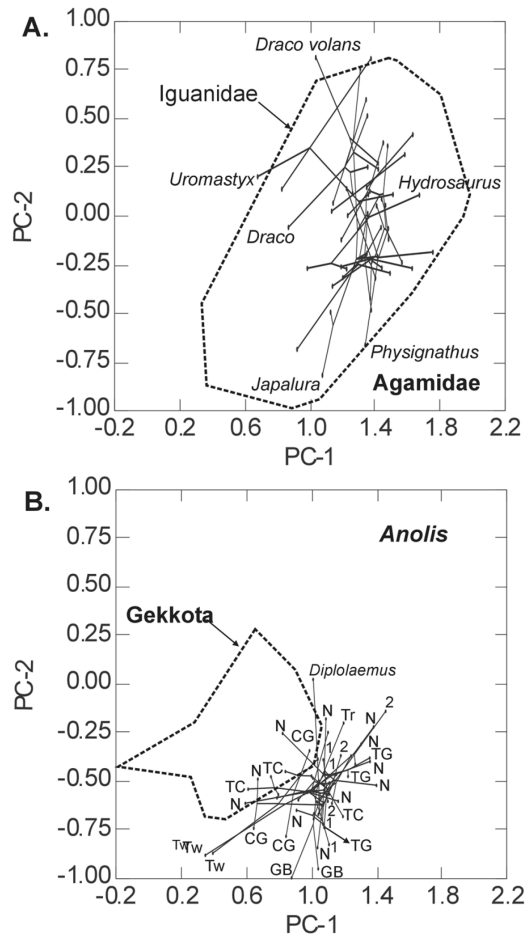 A.
1.00
0.75
0.50
0.25
0.00
-0.25
-0.50
-0.75
-1.00
PC-2
Draco volans
Iguanidae
Uromastyx
Hydrosaurus
Draco
Physignathus
Japalura
Agamidae
-0.2 0.2 0.6 1.0 1.4 1.8 2.2
PC-1
B.
1.00
0.75
0.50
0.25
0.00
-0.25
-0.50
-0.75
-1.00
PC-2
Anolis
Gekkota
Diplolaemus
N Tr N 2
N CG 1 2 N TG
TC N TC TG N N
TC N
N N 2 TC
CG CG N 1 TG
Tw Tw Tw GB GB
-0.2 0.2 0.6 1.0 1.4 1.8 2.2
PC-1